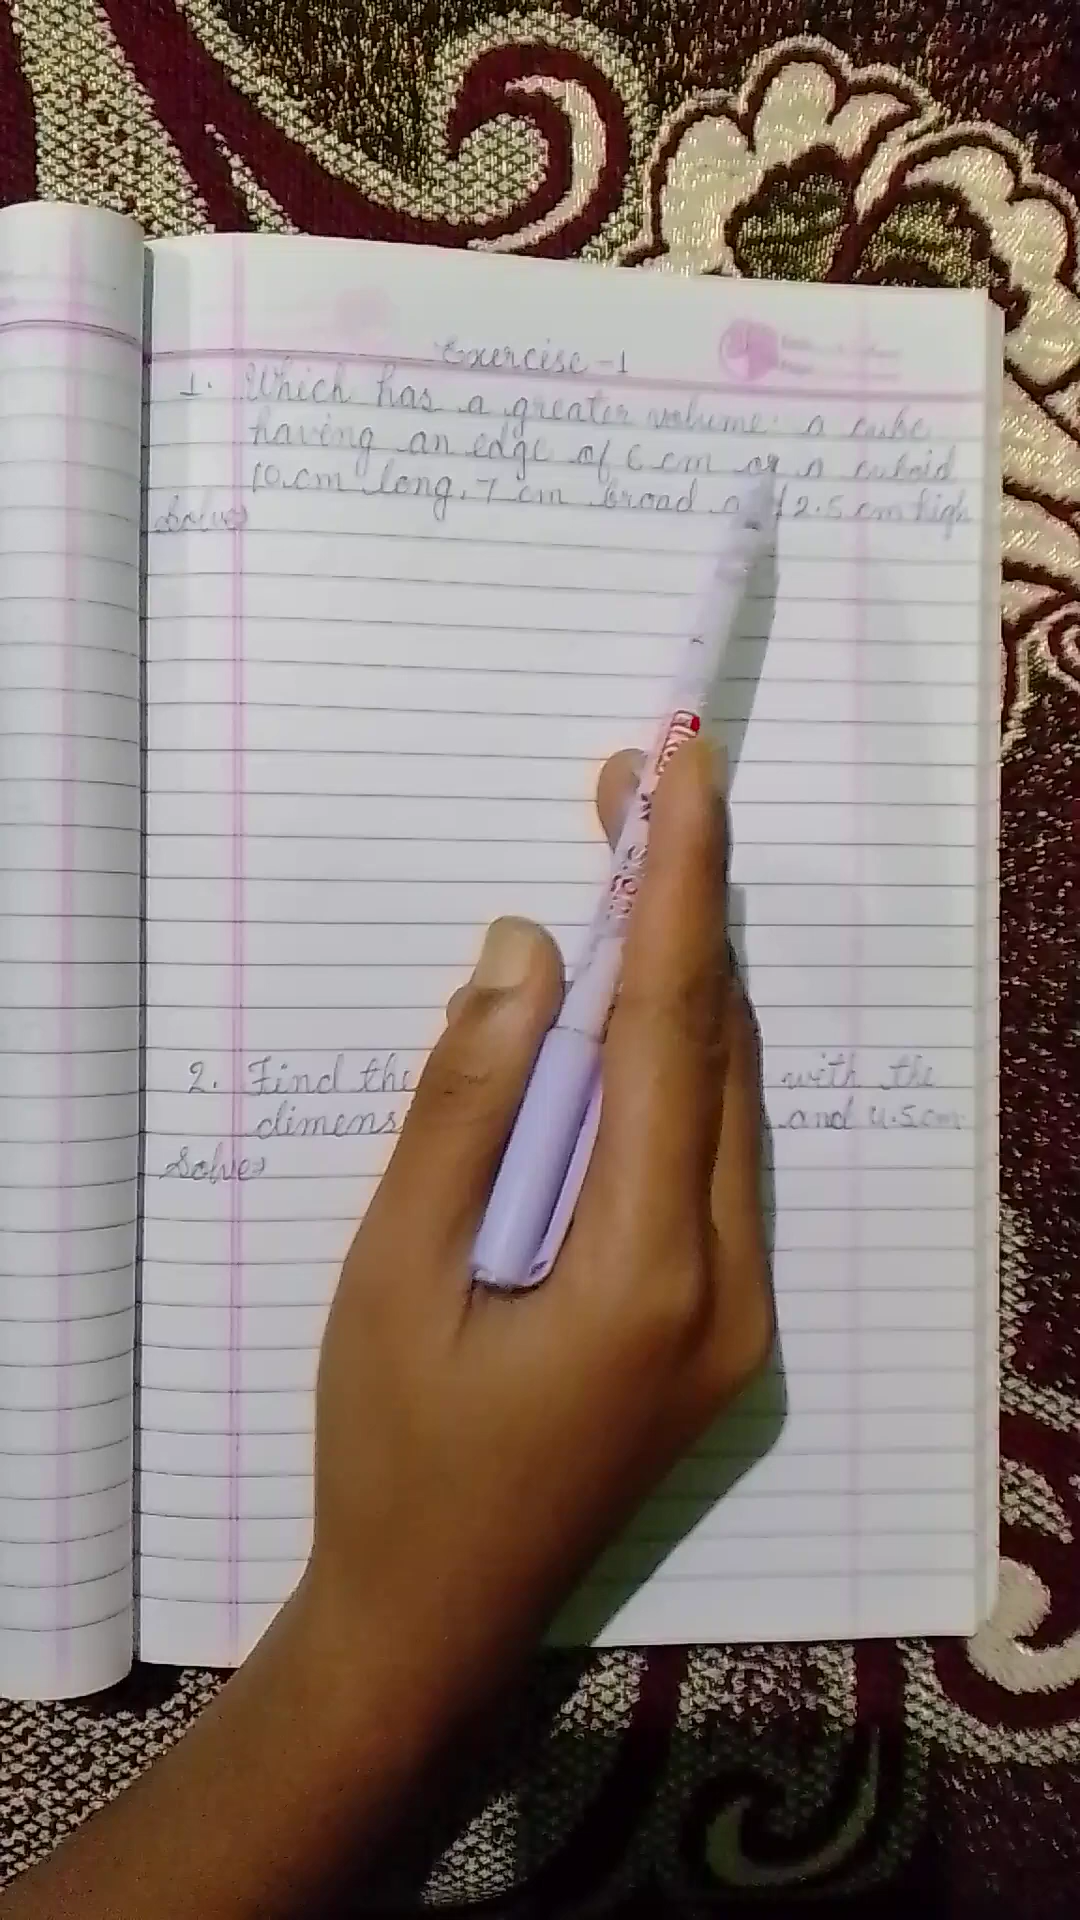 Exercise -1
1. Which has a greater volume: a cube
having an edge of 6 cm or a cuboid
10 cm long, 7 cm broad a d 2.5 cm high
Solve⇒
2. Find the with the
dimens and 4.5 cm
Solve⇒